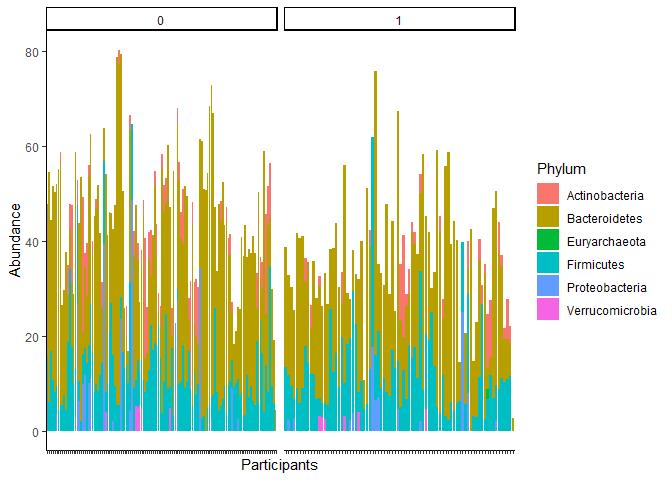 0 1
80
60
40
20
0
Abundance
Participants
Phylum
Actinobacteria
Bacteroidetes
Euryarchaeota
Firmicutes
Proteobacteria
Verrucomicrobia